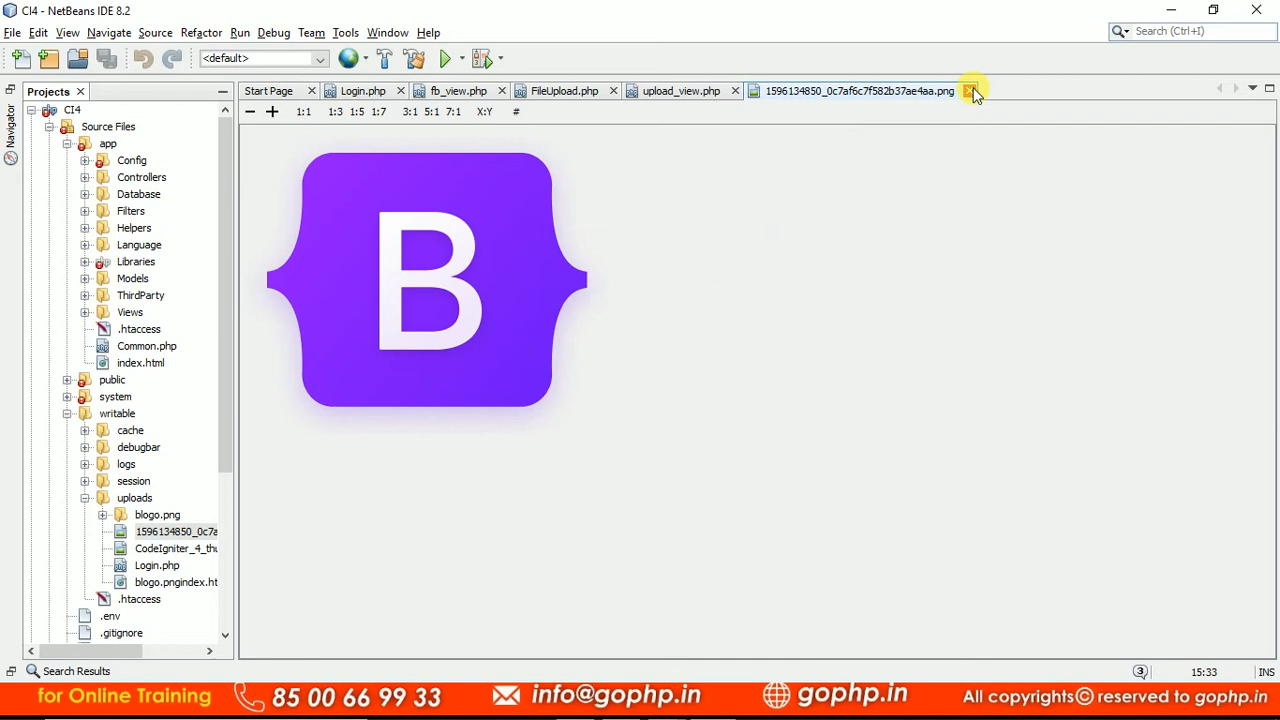 CI4 - NetBeans IDE 8.2
File Edit View Navigate Source Refactor Run Debug Team Tools Window Help
Search (Ctrl+I)
<default>
Projects
Start Page
Login.php
fb_view.php
FileUpload.php
upload_view.php
1596134850_0c7af6c7f582b37ae4aa.png
1:1 1:3 1:5 1:7 3:1 5:1 7:1 X:Y #
Navigator
CI4
Source Files
app
Config
Controllers
Database
Filters
Helpers
Language
Libraries
Models
ThirdParty
Views
.htaccess
Common.php
index.html
public
system
writable
cache
debugbar
logs
session
uploads
blogo.png
1596134850_0c7a
CodeIgniter_4_thu
Login.php
blogo.pngindex.ht
.htaccess
.env
.gitignore
B
Search Results
3
15:33
INS
for Online Training 85 00 66 99 33 info@gophp.in gophp.in All copyrights© reserved to gophp.in